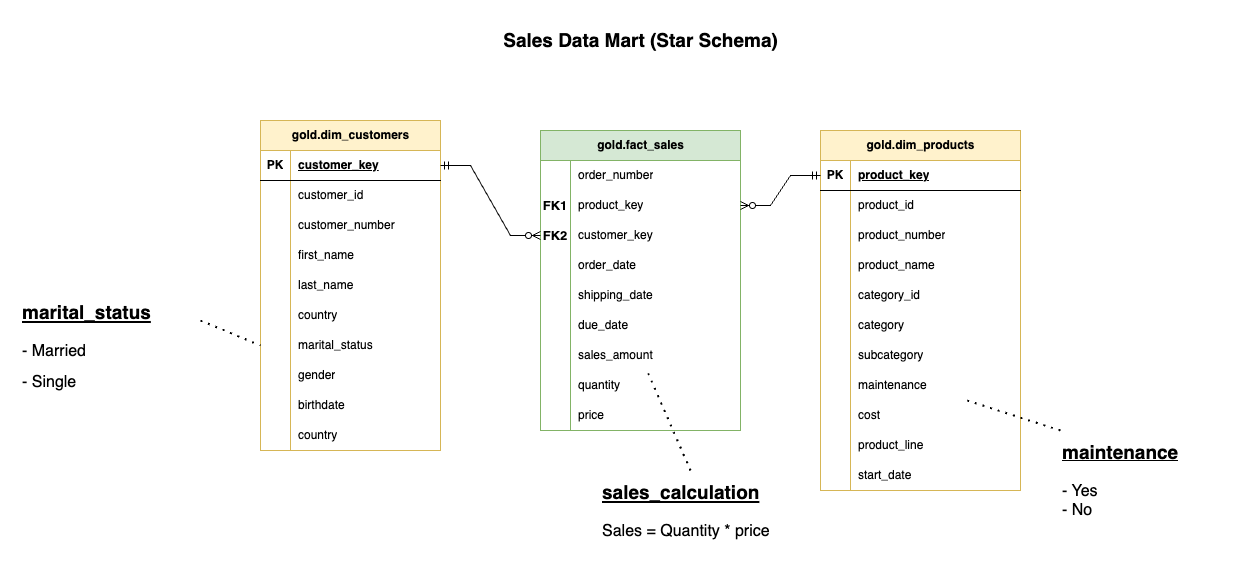 Sales Data Mart (Star Schema)
gold.dim_customers
PK customer_key
customer_id
customer_number
first_name
last_name
country
marital_status
gender
birthdate
country
gold.fact_sales
order_number
FK1 product_key
FK2 customer_key
order_date
shipping_date
due_date
sales_amount
quantity
price
gold.dim_products
PK product_key
product_id
product_number
product_name
category_id
category
subcategory
maintenance
cost
product_line
start_date
marital_status
- Married
- Single
sales_calculation
Sales = Quantity * price
maintenance
- Yes
- No